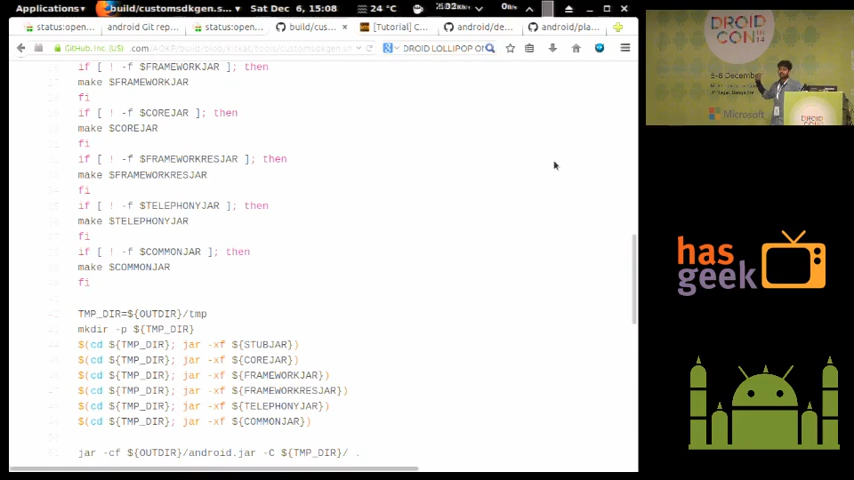 Applications
build/customsdkgen.s...
Sat Dec 6, 15:08
24 °C
status:open...
android Git rep...
status:open...
build/cus...
[Tutorial] C...
android/de...
android/pla...
GitHub, Inc. (US)
DROID LOLLIPOP ON
if [ ! -f $FRAMEWORKJAR ]; then
make $FRAMEWORKJAR
fi
if [ ! -f $COREJAR ]; then
make $COREJAR
fi
if [ ! -f $FRAMEWORKRESJAR ]; then
make $FRAMEWORKRESJAR
fi
if [ ! -f $TELEPHONYJAR ]; then
make $TELEPHONYJAR
fi
if [ ! -f $COMMONJAR ]; then
make $COMMONJAR
fi
TMP_DIR=${OUTDIR}/tmp
mkdir -p ${TMP_DIR}
$(cd ${TMP_DIR}; jar -xf ${STUBJAR})
$(cd ${TMP_DIR}; jar -xf ${COREJAR})
$(cd ${TMP_DIR}; jar -xf ${FRAMEWORKJAR})
$(cd ${TMP_DIR}; jar -xf ${FRAMEWORKRESJAR})
$(cd ${TMP_DIR}; jar -xf ${TELEPHONYJAR})
$(cd ${TMP_DIR}; jar -xf ${COMMONJAR})
jar -cf ${OUTDIR}/android.jar -C ${TMP_DIR}/ .
DROID
CON
Microsoft
DROID
CON
has
geek